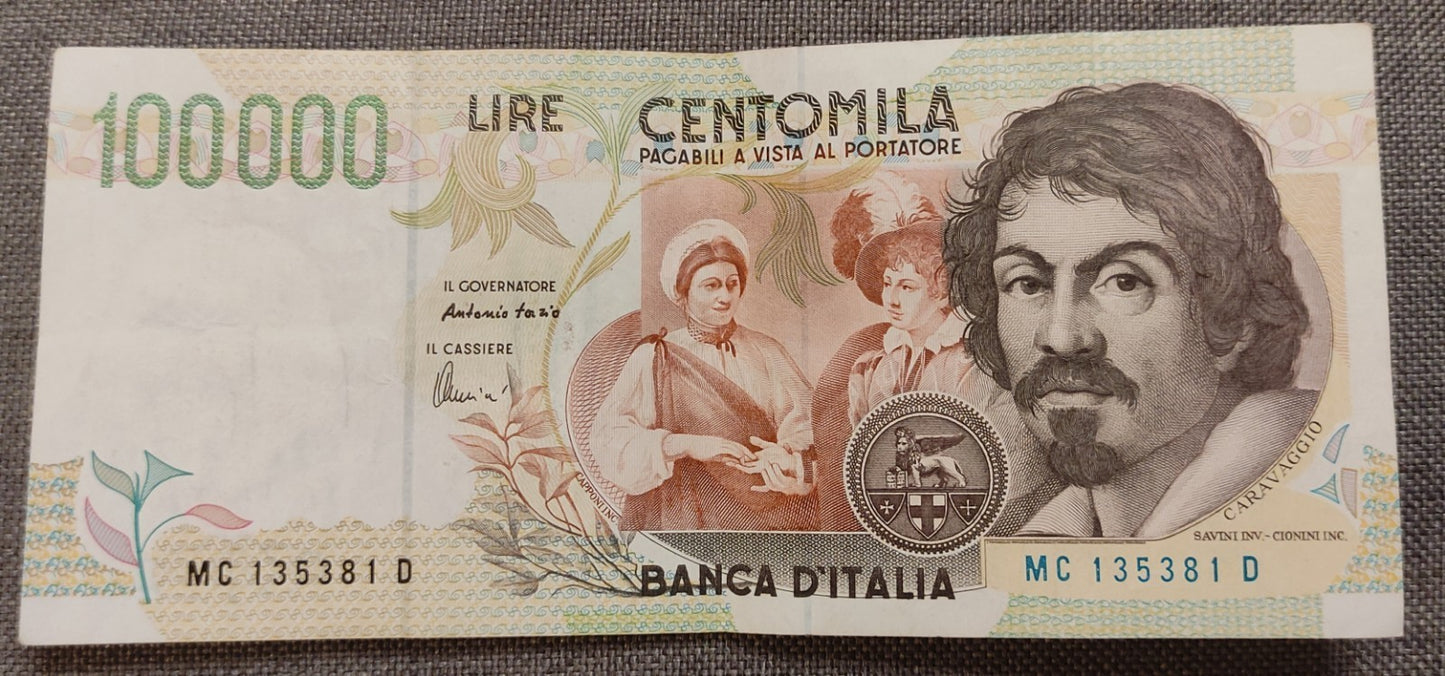 100000
LIRE
CENTOMILA
PAGABILI A VISTA AL PORTATORE
IL GOVERNATORE
Antonio Fazio
IL CASSIERE
CAPPONI INC.
CARAVAGGIO
SAVINI INV.- CIONINI INC.
MC 135381 D
MC 135381 D
BANCA D'ITALIA